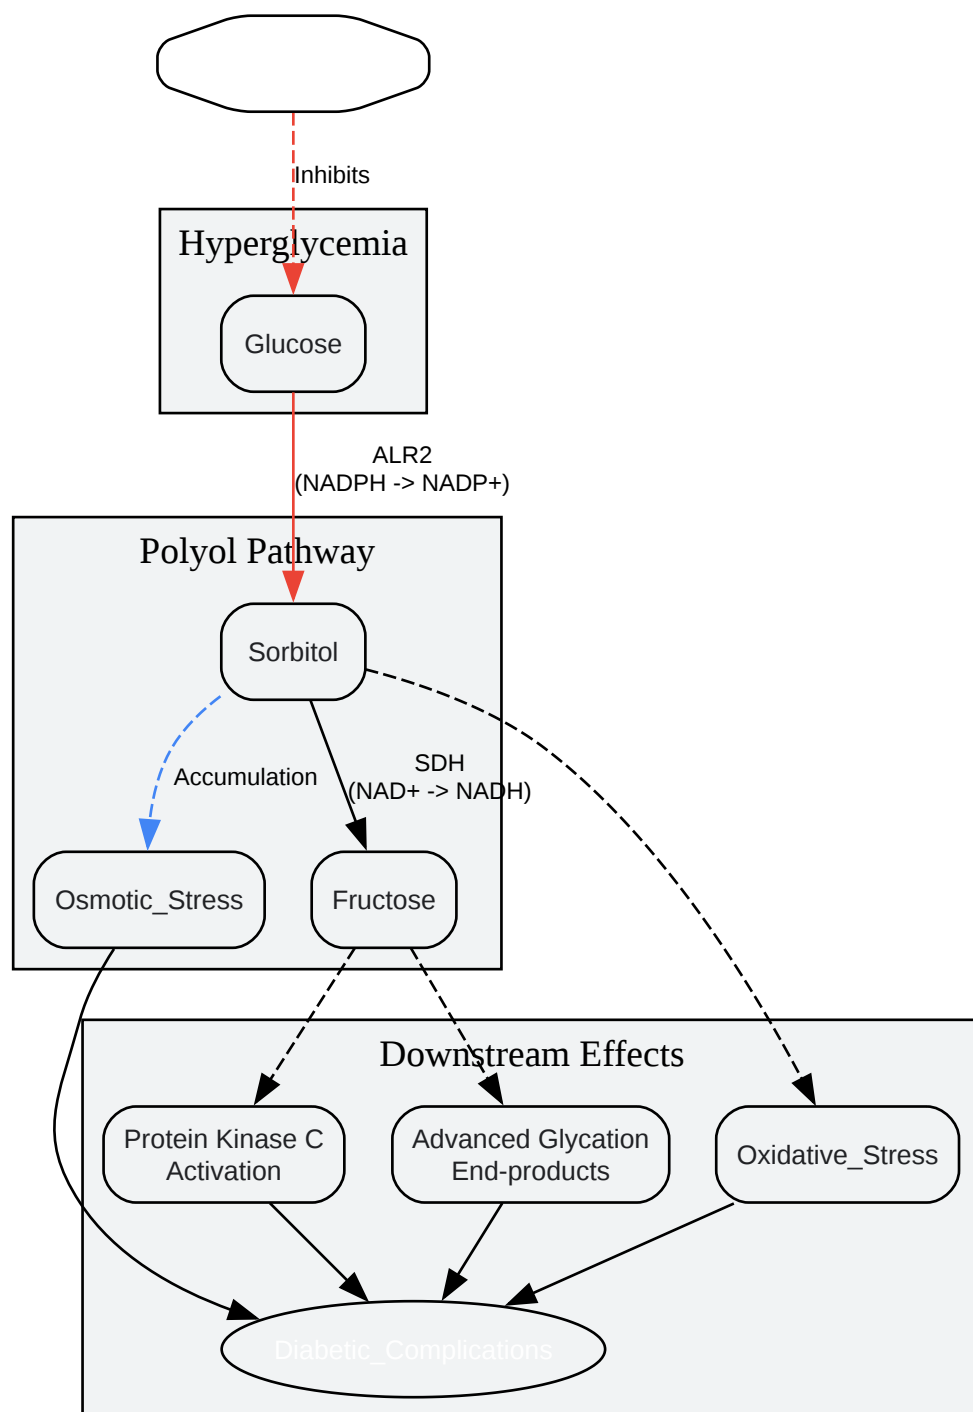 Inhibits
Hyperglycemia
Glucose
ALR2
(NADPH -> NADP+)
Polyol Pathway
Sorbitol
Accumulation
SDH
(NAD+ -> NADH)
Osmotic_Stress
Fructose
Downstream Effects
Protein Kinase C
Activation
Advanced Glycation
End-products
Oxidative_Stress
Diabetic_Complications